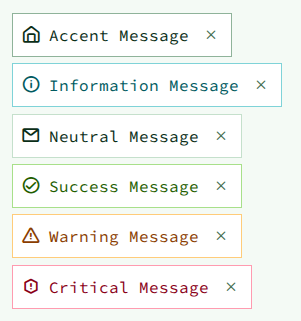 Accent Message
Information Message
Neutral Message
Success Message
Warning Message
Critical Message